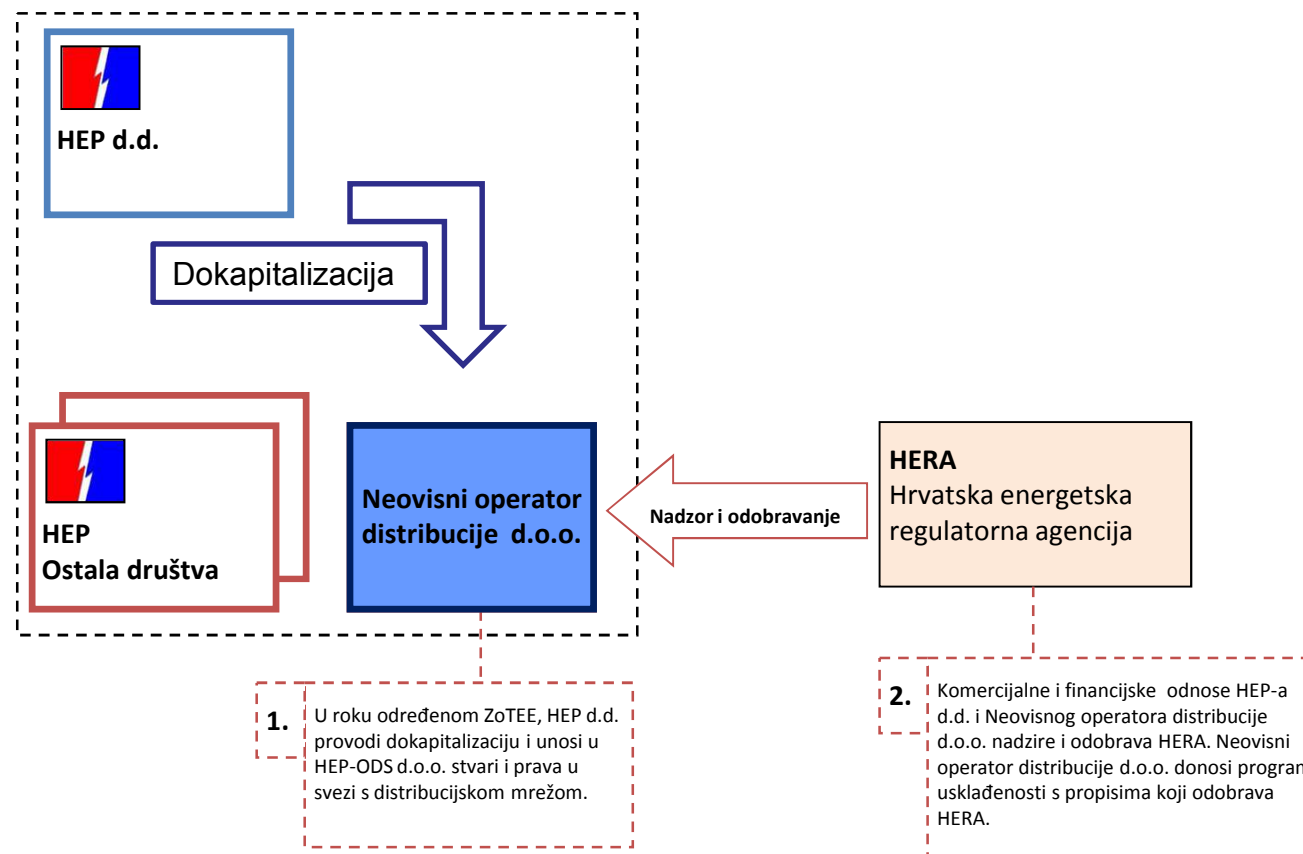 HEP d.d.
Dokapitalizacija
HEP
Ostala društva
Neovisni operator
distribucije d.o.o.
Nadzor i odobravanje
HERA
Hrvatska energetska
regulatorna agencija
1.
U roku određenom ZoTEE, HEP d.d.
provodi dokapitalizaciju i unosi u
HEP-ODS d.o.o. stvari i prava u
svezi s distribucijskom mrežom.
2.
Komercijalne i financijske odnose HEP-a
d.d. i Neovisnog operatora distribucije
d.o.o. nadzire i odobrava HERA. Neovisni
operator distribucije d.o.o. donosi program
usklađenosti s propisima koji odobrava
HERA.